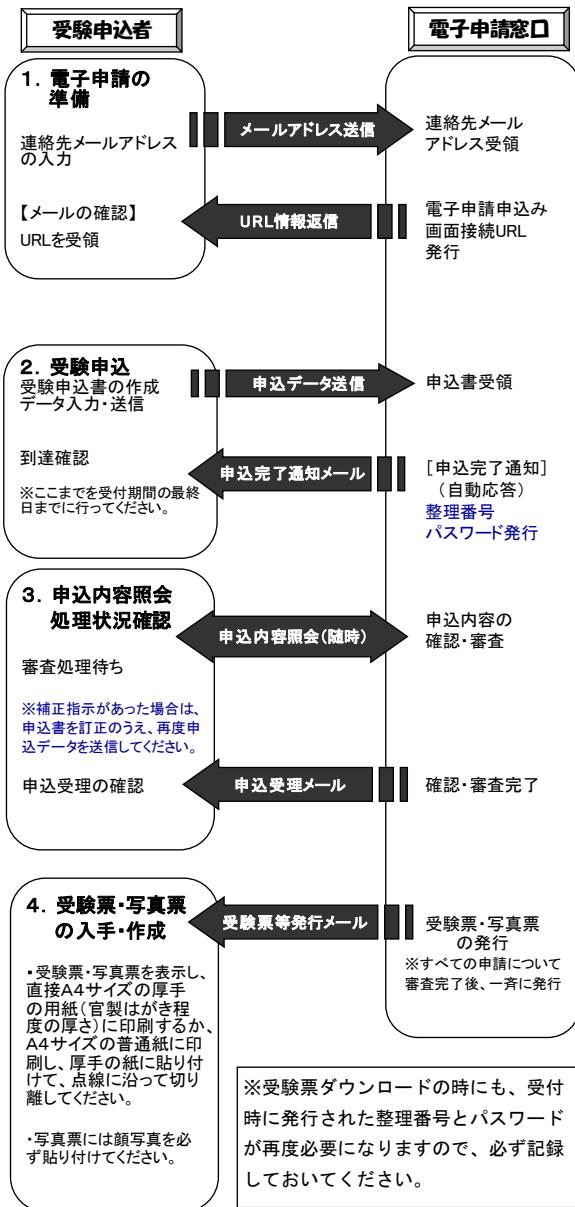 受験申込者
電子申請窓口
1. 電子申請の
準備
連絡先メールアドレス
の入力
メールアドレス送信
連絡先メール
アドレス受領
【メールの確認】
URLを受領
URL情報返信
電子申請申込み
画面接続URL
発行
2. 受験申込
受験申込書の作成
データ入力・送信
申込データ送信
申込書受領
到達確認
※ここまでを受付期間の最終
日までに行ってください。
申込完了通知メール
[申込完了通知]
(自動応答)
整理番号
パスワード発行
3. 申込内容照会
処理状況確認
審査処理待ち
申込内容照会(随時)
申込内容の
確認・審査
※補正指示があった場合は、
申込書を訂正のうえ、再度申
込データを送信してください。
申込受理の確認
申込受理メール
確認・審査完了
4. 受験票・写真票
の入手・作成
受験票等発行メール
受験票・写真票
の発行
※すべての申請について
審査完了後、一斉に発行
・受験票・写真票を表示し、
直接A4サイズの厚手
の用紙(官製はがき程
度の厚さ)に印刷するか、
A4サイズの普通紙に印
刷し、厚手の紙に貼り付
けて、点線に沿って切り
離してください。
・写真票には顔写真を必
ず貼り付けてください。
※受験票ダウンロードの時にも、受付
時に発行された整理番号とパスワード
が再度必要になりますので、必ず記録
しておいてください。